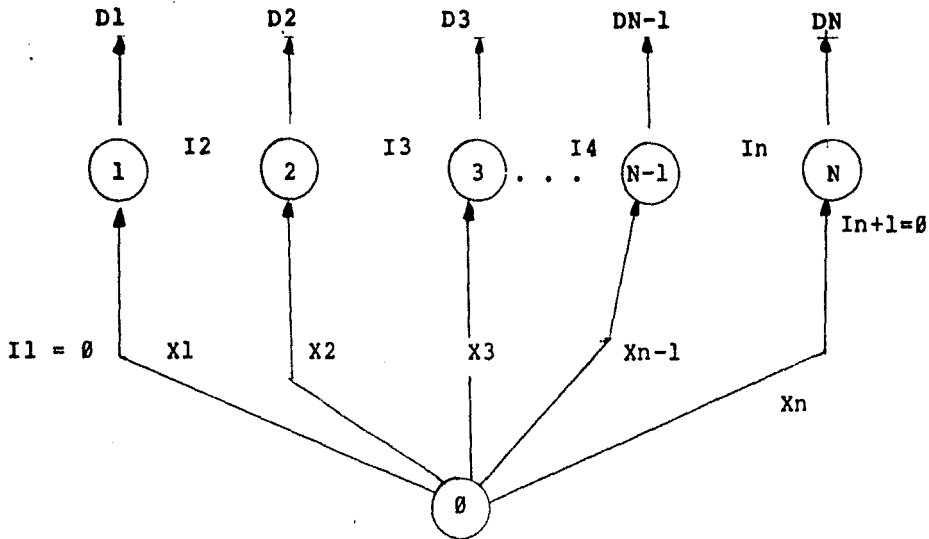 D1 D2 D3 DN-1 DN
I2 I3 I4 In
1 2 3 . . . N-1 N
In+1=Ø
I1 = Ø X1 X2 X3 Xn-1
Xn
Ø